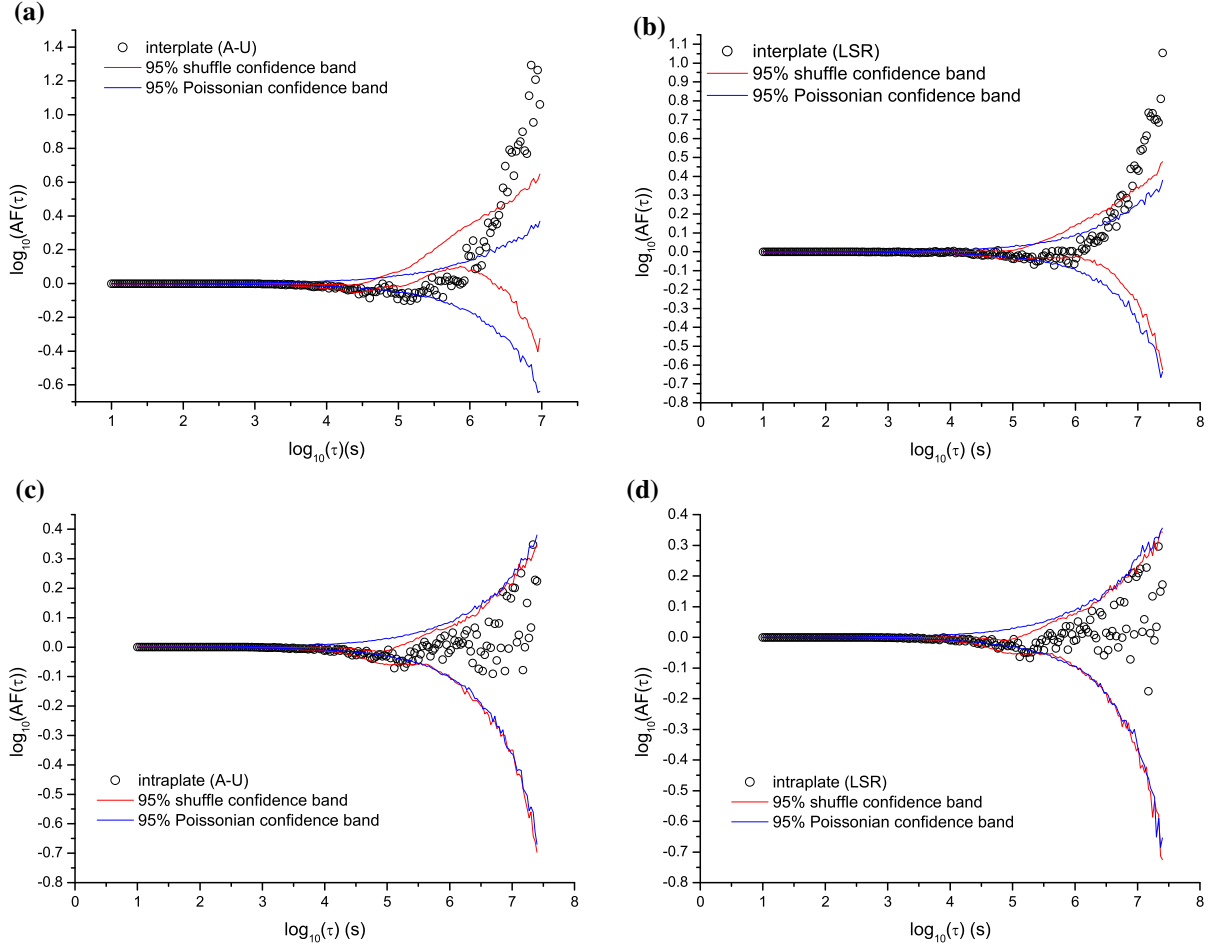 (a)
1.4
1.2
1.0
0.8
0.6
0.4
0.2
0.0
-0.2
-0.4
-0.6
log10(AF(τ))
interplate (A-U)
95% shuffle confidence band
95% Poissonian confidence band
1 2 3 4 5 6 7
log10(τ)(s)
(b)
1.1
1.0
0.9
0.8
0.7
0.6
0.5
0.4
0.3
0.2
0.1
0.0
-0.1
-0.2
-0.3
-0.4
-0.5
-0.6
-0.7
-0.8
log10(AF(τ))
interplate (LSR)
95% shuffle confidence band
95% Poissonian confidence band
0 1 2 3 4 5 6 7 8
log10(τ) (s)
(c)
0.4
0.3
0.2
0.1
0.0
-0.1
-0.2
-0.3
-0.4
-0.5
-0.6
-0.7
-0.8
log10(AF(τ))
intraplate (A-U)
95% shuffle confidence band
95% Poissonian confidence band
0 1 2 3 4 5 6 7 8
log10(τ) (s)
(d)
0.4
0.3
0.2
0.1
0.0
-0.1
-0.2
-0.3
-0.4
-0.5
-0.6
-0.7
-0.8
log10(AF(τ))
intraplate (LSR)
95% shuffle confidence band
95% Poissonian confidence band
0 1 2 3 4 5 6 7 8
log10(τ) (s)